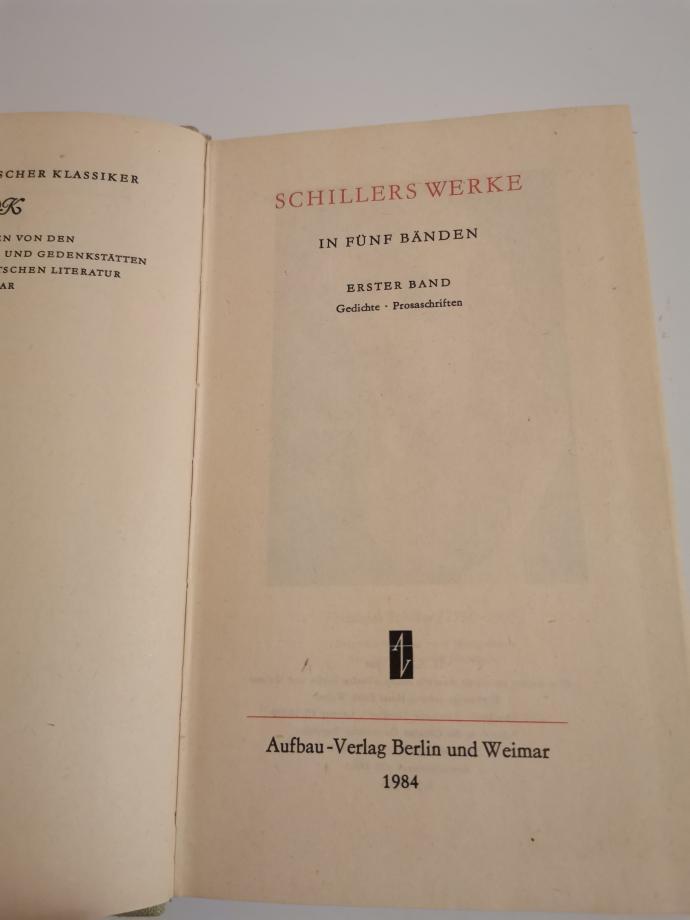 SCHER KLASSIKER
EN VON DEN
UND GEDENKSTÄTTEN
TSCHEN LITERATUR
AR
SCHILLERS WERKE
IN FÜNF BÄNDEN
ERSTER BAND
Gedichte · Prosaschriften
AV
Aufbau-Verlag Berlin und Weimar
1984